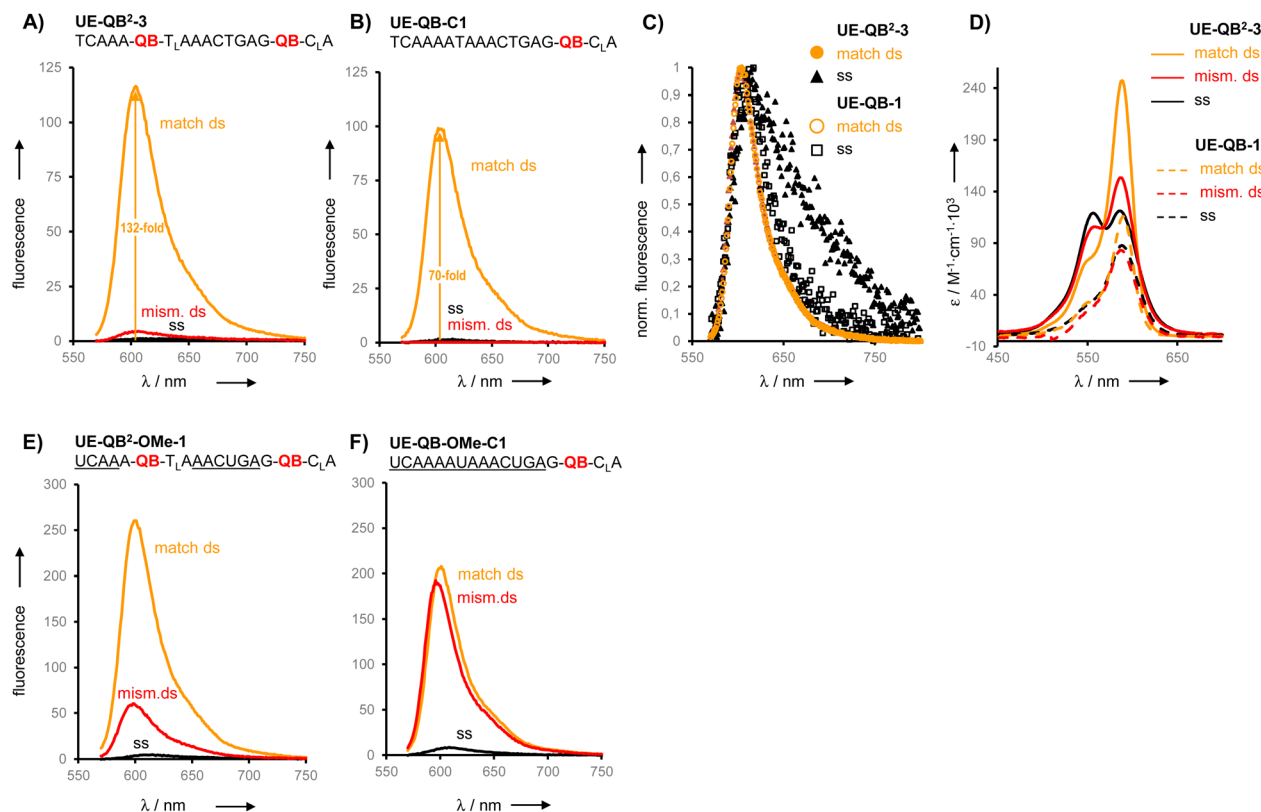 A)
UE-QB²-3
TCAAA-QB-T_LAAACTGAG-QB-C_LA
125
100
75
50
25
0
550
600
650
700
750
fluorescence
λ / nm
match ds
132-fold
mism. ds
ss
B)
UE-QB-C1
TCAAAATAAACTGAG-QB-C_LA
125
100
75
50
25
0
550
600
650
700
750
fluorescence
λ / nm
match ds
70-fold
ss
mism. ds
C)
UE-QB²-3
match ds
ss
UE-QB-1
match ds
ss
1
0,9
0,8
0,7
0,6
0,5
0,4
0,3
0,2
0,1
0
550
650
750
norm. fluorescence
λ / nm
D)
UE-QB²-3
match ds
mism. ds
ss
UE-QB-1
match ds
mism. ds
ss
240
190
140
90
40
-10
450
550
650
ε / M⁻¹·cm⁻¹·10³
λ / nm
E)
UE-QB²-OMe-1
UCAAA-QB-T_LAAACUGAG-QB-C_LA
300
250
200
150
100
50
0
550
600
650
700
750
fluorescence
λ / nm
match ds
mism.ds
ss
F)
UE-QB-OMe-C1
UCAAAAUAAACUGAG-QB-C_LA
300
250
200
150
100
50
0
550
600
650
700
750
λ / nm
match ds
mism.ds
ss